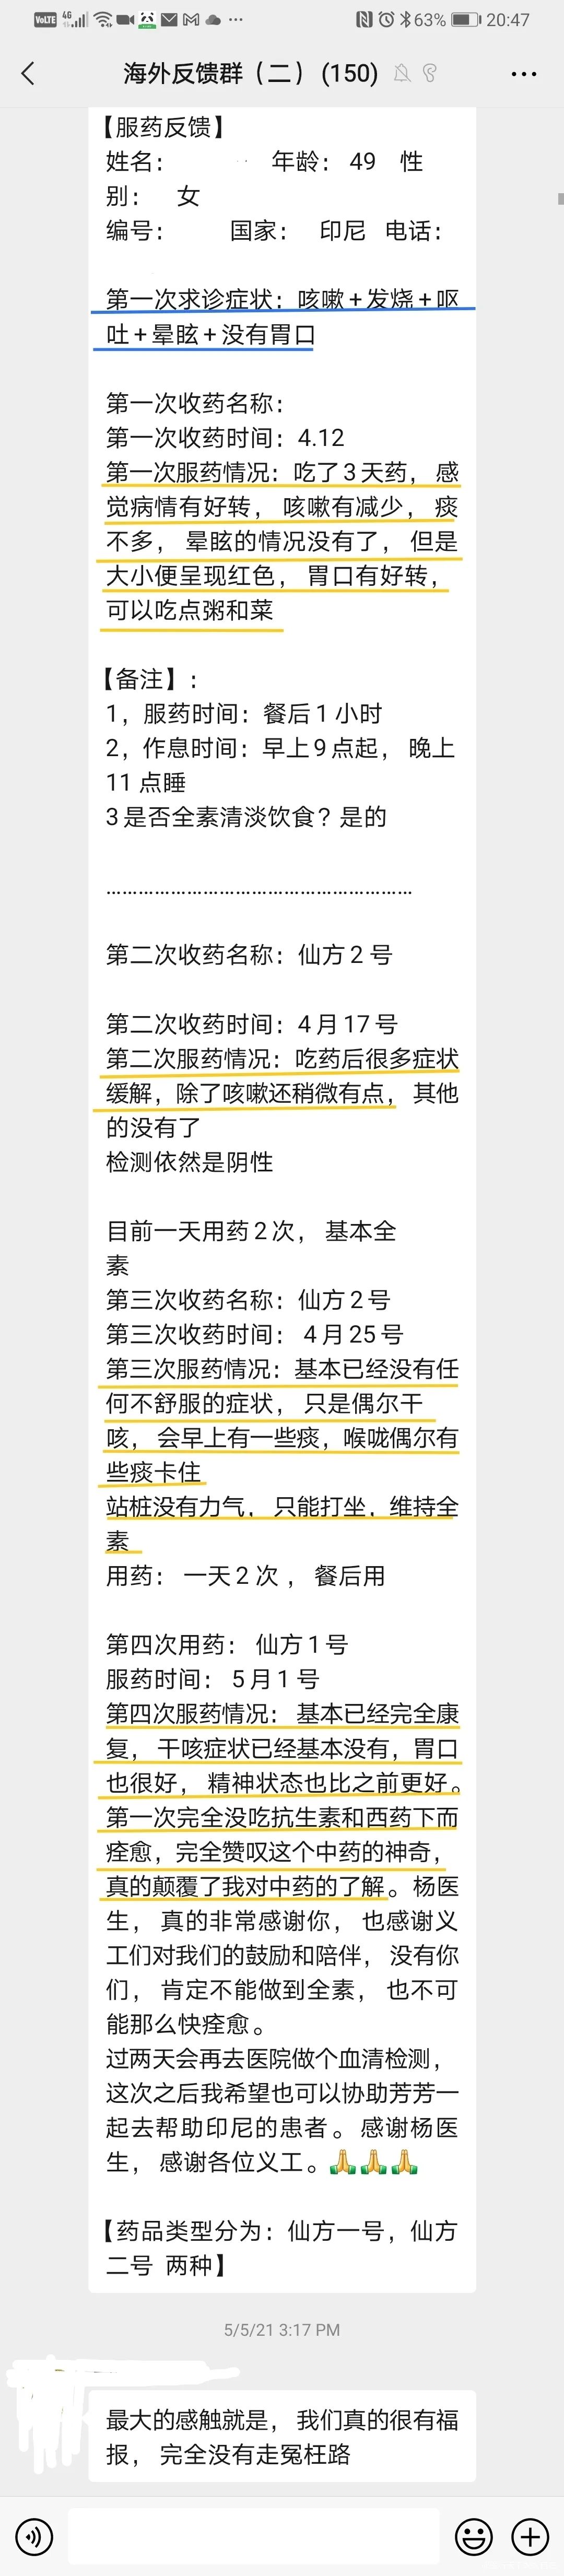 VoLTE 4G 63% 20:47
海外反馈群（二）(150)
【服药反馈】
姓名： 年龄： 49 性
别： 女
编号： 国家： 印尼 电话：
第一次求诊症状：咳嗽+发烧+呕
吐+晕眩+没有胃口
第一次收药名称：
第一次收药时间：4.12
第一次服药情况：吃了3天药，感
觉病情有好转，咳嗽有减少，痰
不多，晕眩的情况没有了，但是
大小便呈现红色，胃口有好转，
可以吃点粥和菜
【备注】：
1，服药时间：餐后1小时
2，作息时间：早上9点起，晚上
11点睡
3是否全素清淡饮食？是的
………………………………………………
第二次收药名称：仙方2号
第二次收药时间：4月17号
第二次服药情况：吃药后很多症状
缓解，除了咳嗽还稍微有点，其他
的没有了
检测依然是阴性
目前一天用药2次，基本全
素
第三次收药名称：仙方2号
第三次收药时间： 4月25号
第三次服药情况：基本已经没有任
何不舒服的症状，只是偶尔干
咳，会早上有一些痰，喉咙偶尔有
些痰卡住
站桩没有力气，只能打坐，维持全
素
用药： 一天2次 ，餐后用
第四次用药： 仙方1号
服药时间： 5月1号
第四次服药情况： 基本已经完全康
复，干咳症状已经基本没有，胃口
也很好，精神状态也比之前更好。
第一次完全没吃抗生素和西药下而
痊愈，完全赞叹这个中药的神奇，
真的颠覆了我对中药的了解。杨医
生，真的非常感谢你，也感谢义
工们对我们的鼓励和陪伴，没有你
们，肯定不能做到全素，也不可
能那么快痊愈。
过两天会再去医院做个血清检测，
这次之后我希望也可以协助芳芳一
起去帮助印尼的患者。感谢杨医
生，感谢各位义工。🙏🙏🙏
【药品类型分为：仙方一号，仙方
二号 两种】
5/5/21 3:17 PM
最大的感触就是，我们真的很有福
报，完全没有走冤枉路